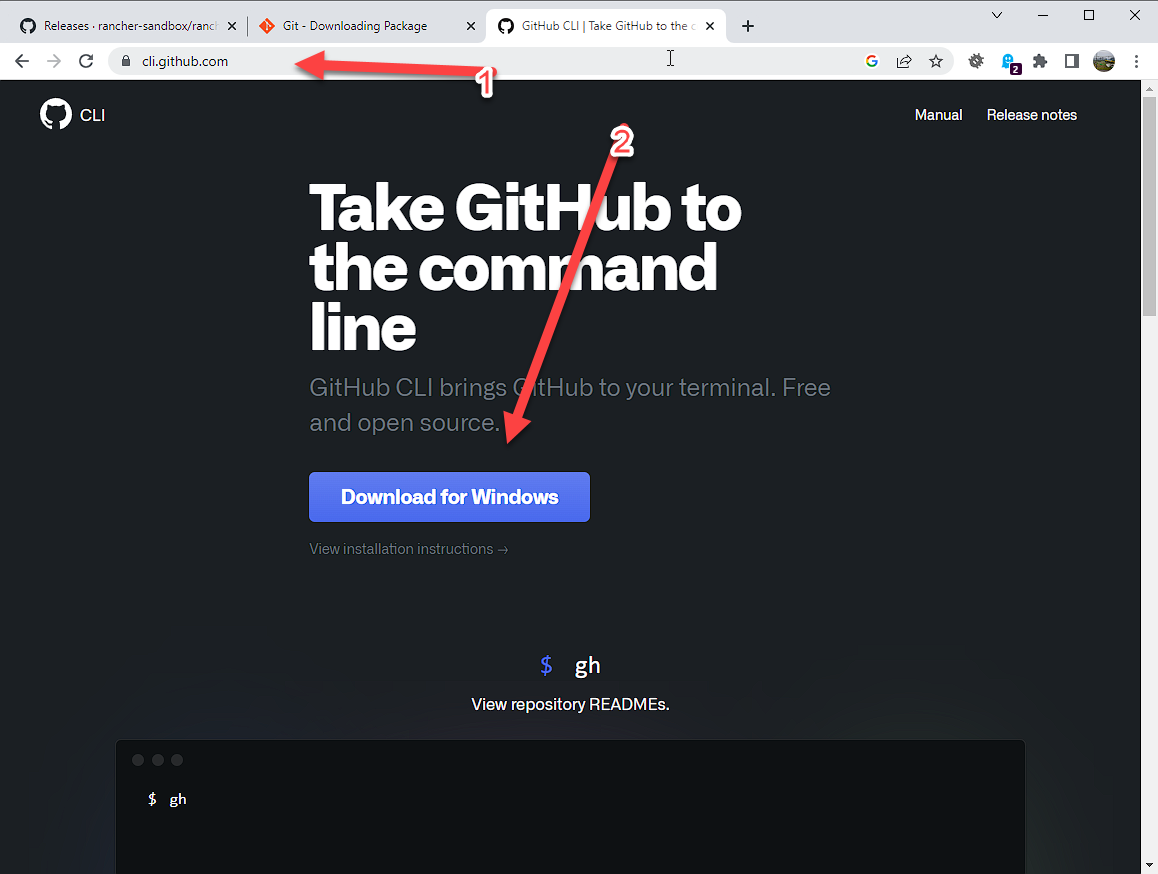 Releases · rancher-sandbox/ranch
Git - Downloading Package
GitHub CLI | Take GitHub to the c
cli.github.com
1
2
CLI
Manual
Release notes
2
Take GitHub to
the command
line
GitHub CLI brings GitHub to your terminal. Free
and open source.
Download for Windows
View installation instructions →
$ gh
View repository READMEs.
$ gh